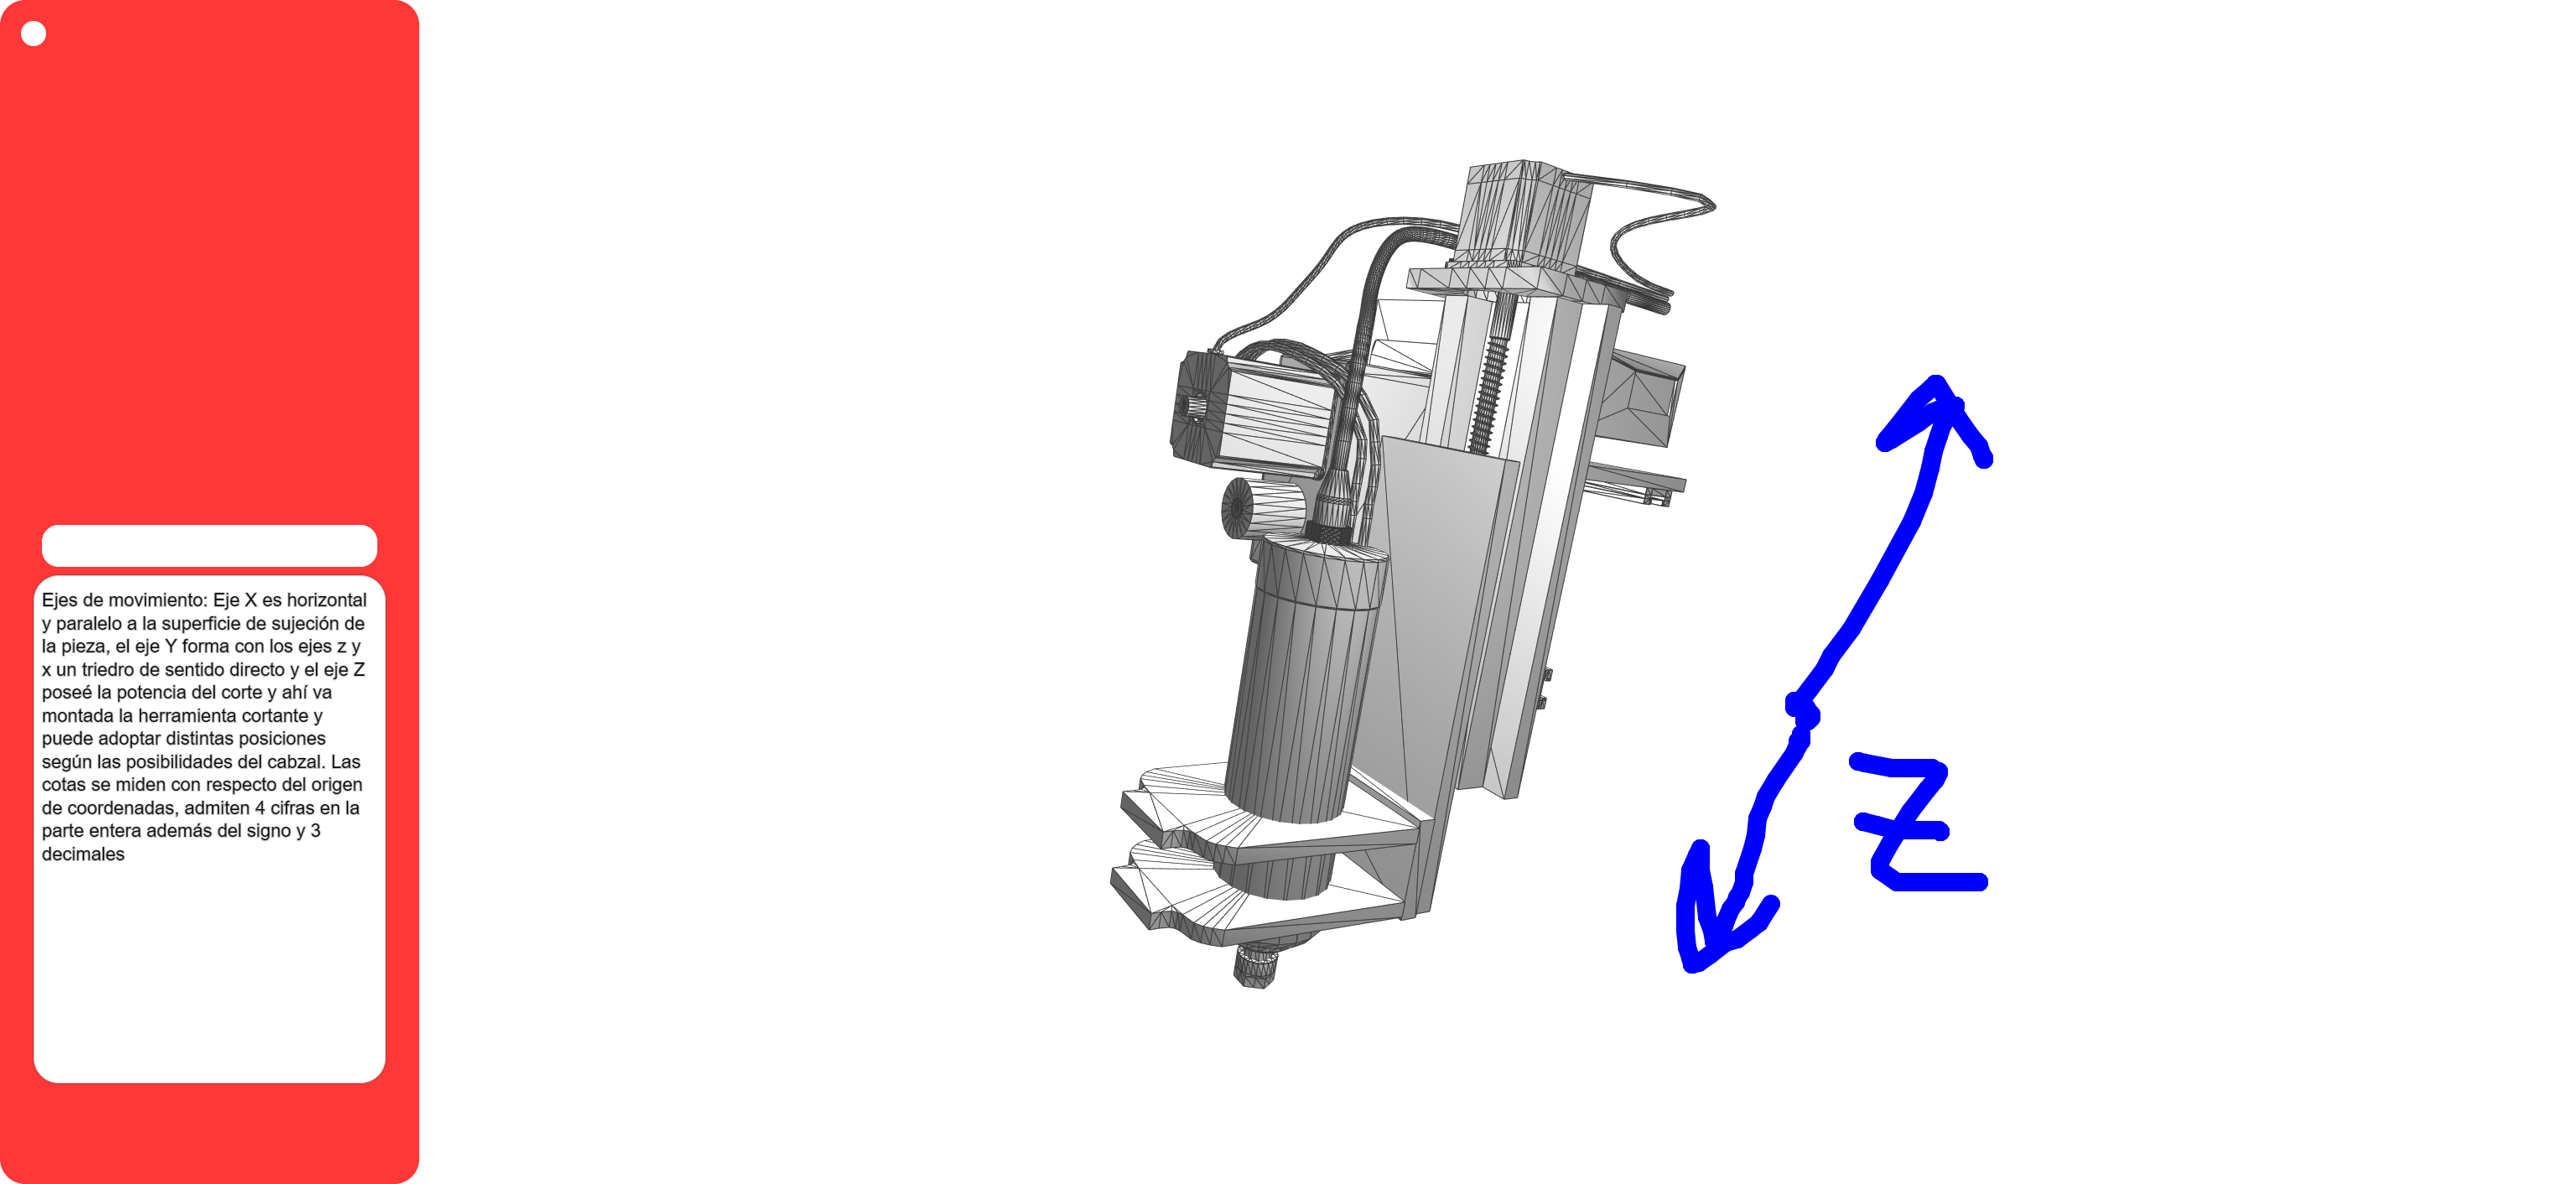 Ejes de movimiento: Eje X es horizontal
y paralelo a la superficie de sujeción de
la pieza, el eje Y forma con los ejes z y
x un triedro de sentido directo y el eje Z
poseé la potencia del corte y ahí va
montada la herramienta cortante y
puede adoptar distintas posiciones
según las posibilidades del cabzal. Las
cotas se miden con respecto del origen
de coordenadas, admiten 4 cifras en la
parte entera además del signo y 3
decimales
Z